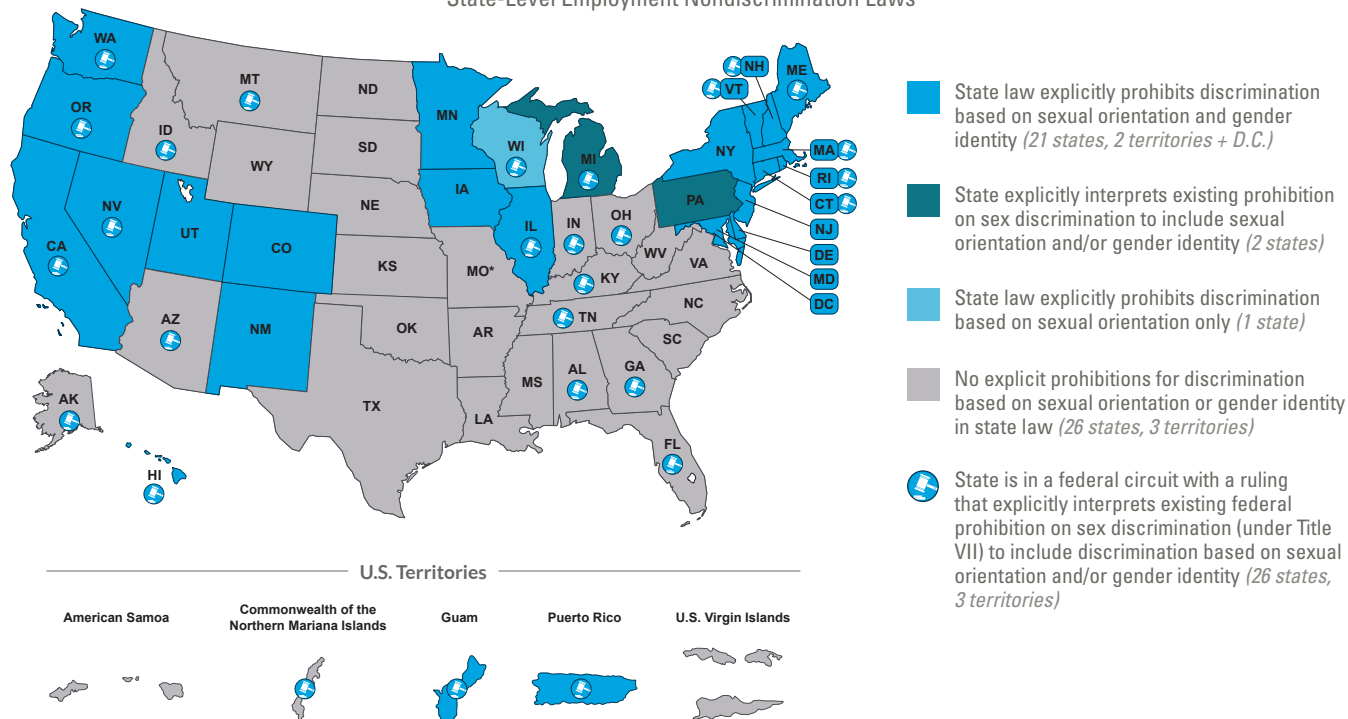 State-Level Employment Nondiscrimination Laws
WA
OR
CA
NV
ID
MT
WY
UT
CO
AZ
NM
ND
SD
NE
KS
OK
TX
MN
IA
MO*
AR
LA
WI
IL
MI
IN
OH
KY
TN
MS
AL
GA
FL
SC
NC
VA
WV
PA
NY
VT
NH
ME
MA
RI
CT
NJ
DE
MD
DC
AK
HI
State law explicitly prohibits discrimination
based on sexual orientation and gender
identity (21 states, 2 territories + D.C.)
State explicitly interprets existing prohibition
on sex discrimination to include sexual
orientation and/or gender identity (2 states)
State law explicitly prohibits discrimination
based on sexual orientation only (1 state)
No explicit prohibitions for discrimination
based on sexual orientation or gender identity
in state law (26 states, 3 territories)
State is in a federal circuit with a ruling
that explicitly interprets existing federal
prohibition on sex discrimination (under Title
VII) to include discrimination based on sexual
orientation and/or gender identity (26 states,
3 territories)
U.S. Territories
American Samoa
Commonwealth of the
Northern Mariana Islands
Guam
Puerto Rico
U.S. Virgin Islands